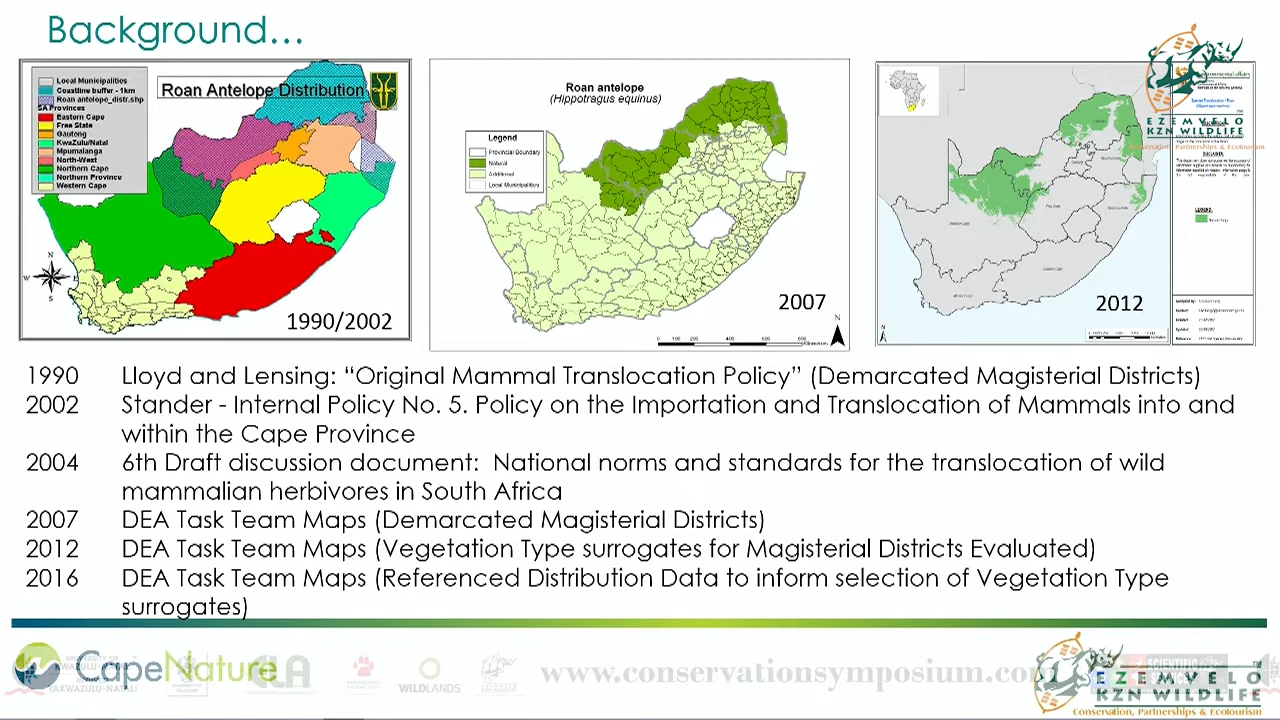 Background…
Local Municipalities
Coastline buffer - 1km
Roan antelope_distr.shp
SA Provinces
Eastern Cape
Free State
Gauteng
KwaZulu/Natal
Mpumalanga
North-West
Northern Cape
Northern Province
Western Cape
Roan Antelope Distribution
N
W
S
1990/2002
Roan antelope
(Hippotragus equinus)
Legend
Provincial Boundary
Natural
Additional
Local Municipalities
2007
N
2012
EZEMVELO
KZN WILDLIFE
Conservation, Partnerships & Ecotourism
1990 Lloyd and Lensing: “Original Mammal Translocation Policy” (Demarcated Magisterial Districts)
2002 Stander - Internal Policy No. 5. Policy on the Importation and Translocation of Mammals into and
within the Cape Province
2004 6th Draft discussion document: National norms and standards for the translocation of wild
mammalian herbivores in South Africa
2007 DEA Task Team Maps (Demarcated Magisterial Districts)
2012 DEA Task Team Maps (Vegetation Type surrogates for Magisterial Districts Evaluated)
2016 DEA Task Team Maps (Referenced Distribution Data to inform selection of Vegetation Type
surrogates)
CapeNature
WILDLANDS
www.conservationsymposium.com
EZEMVELO
KZN WILDLIFE
Conservation, Partnerships & Ecotourism